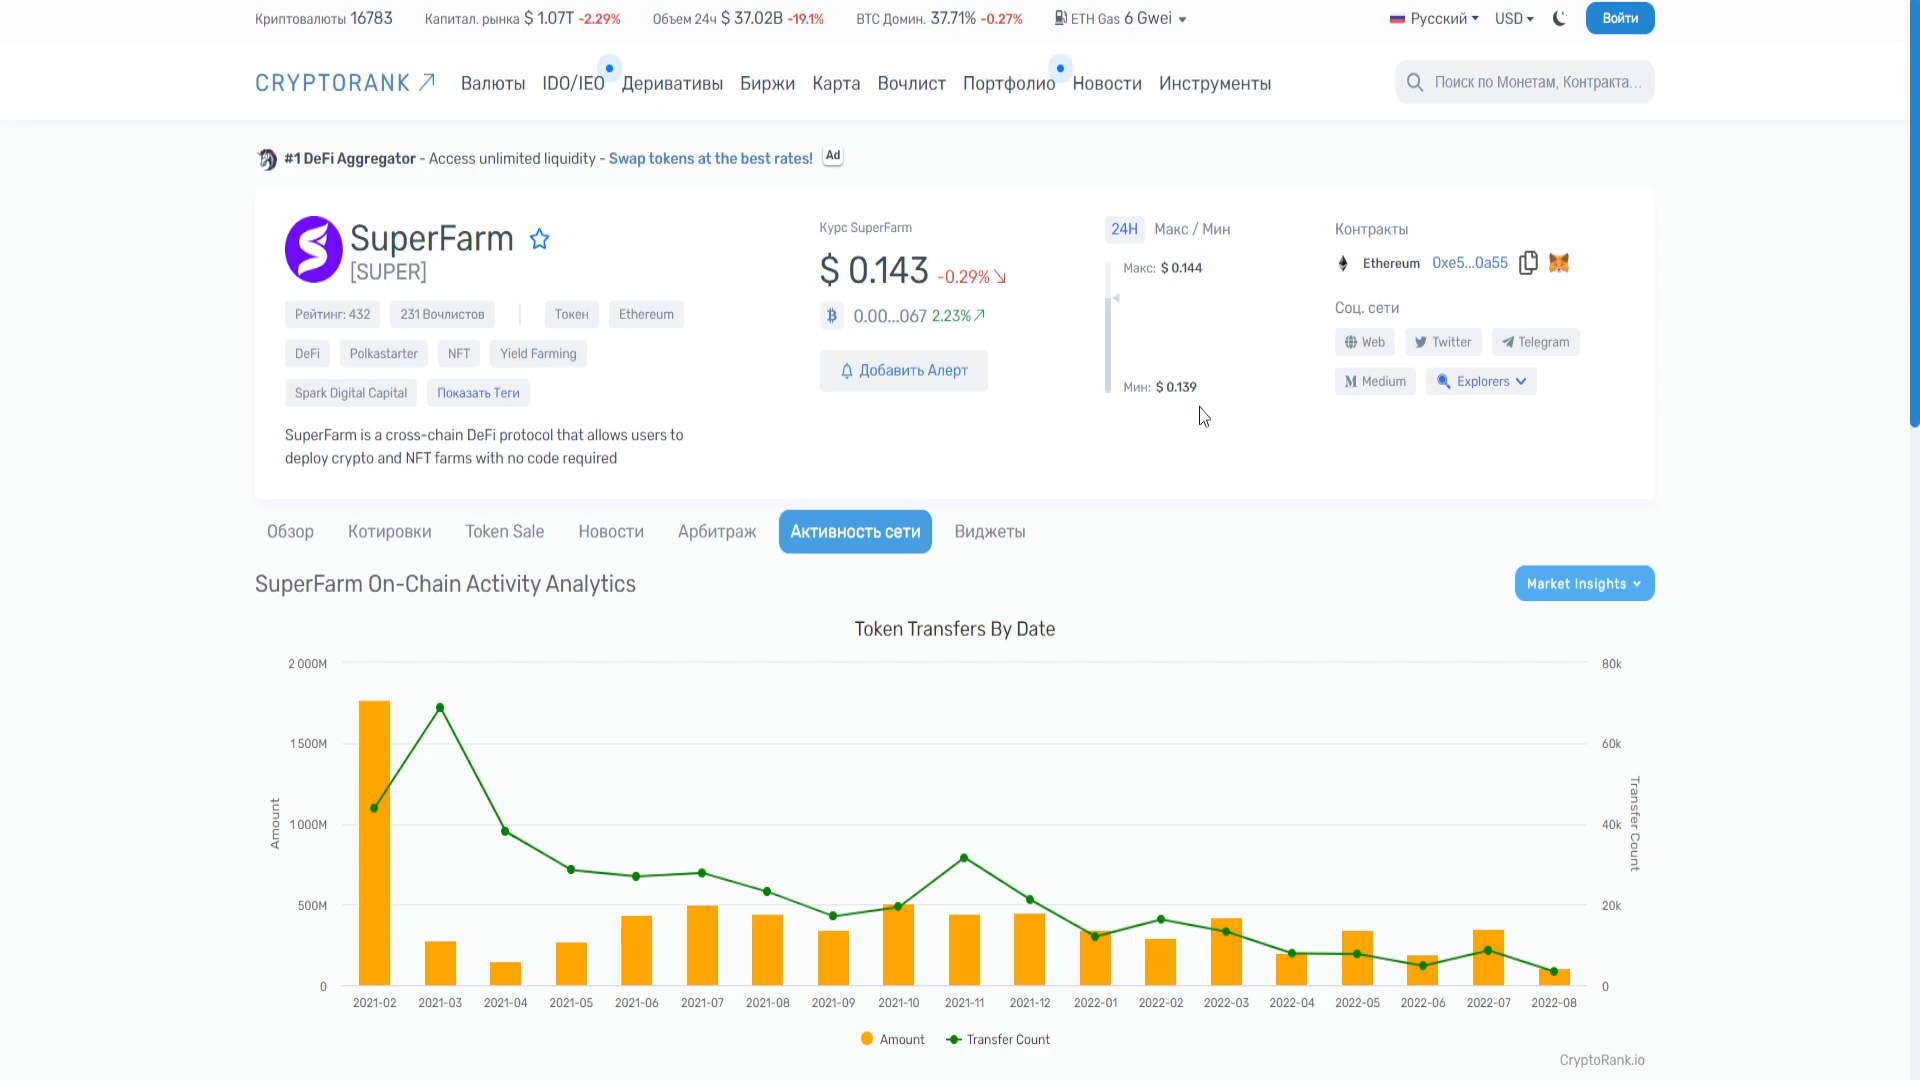 Криптовалюты 16783 Капитал. рынка $ 1.07T -2.29% Объем 24ч $ 37.02B -19.1% BTC Домин. 37.71% -0.27% ETH Gas 6 Gwei Русский USD Войти
CRYPTORANK Валюты IDO/IEO Деривативы Биржи Карта Вочлист Портфолио Новости Инструменты Поиск по Монетам, Контракта...
#1 DeFi Aggregator - Access unlimited liquidity - Swap tokens at the best rates! Ad
SuperFarm
[SUPER]
Рейтинг: 432 231 Вочлистов Токен Ethereum
DeFi Polkastarter NFT Yield Farming
Spark Digital Capital Показать Теги
SuperFarm is a cross-chain DeFi protocol that allows users to
deploy crypto and NFT farms with no code required
Курс SuperFarm
$ 0.143 -0.29%
0.00...067 2.23%
Добавить Алерт
24H Макс / Мин
Макс: $ 0.144
Мин: $ 0.139
Контракты
Ethereum 0xe5...0a55
Соц. сети
Web Twitter Telegram
Medium Explorers
Обзор Котировки Token Sale Новости Арбитраж Активность сети Виджеты
SuperFarm On-Chain Activity Analytics Market Insights
Token Transfers By Date
2 000M 80k
1 500M 60k
1 000M 40k
500M 20k
0 0
Amount
Transfer Count
2021-02 2021-03 2021-04 2021-05 2021-06 2021-07 2021-08 2021-09 2021-10 2021-11 2021-12 2022-01 2022-02 2022-03 2022-04 2022-05 2022-06 2022-07 2022-08
Amount Transfer Count
CryptoRank.io